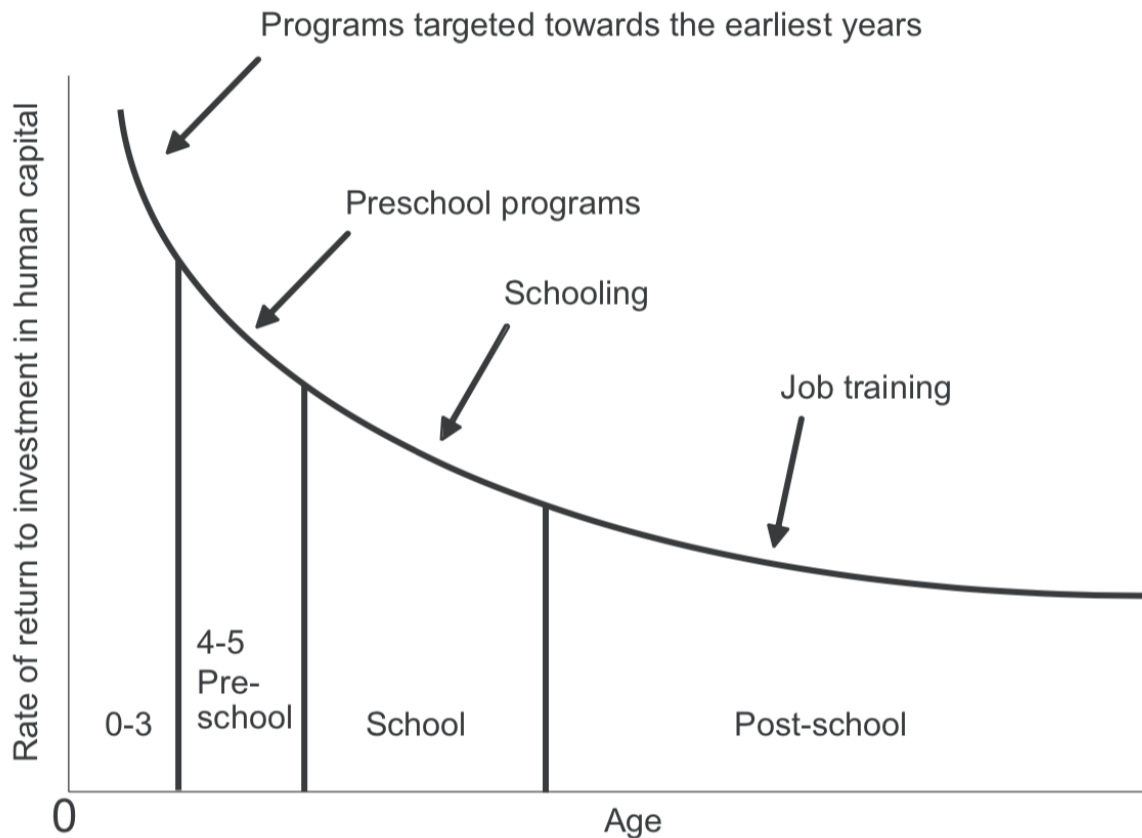 Programs targeted towards the earliest years
Preschool programs
Schooling
Job training
Rate of return to investment in human capital
4-5
Pre-
school
0-3
School
Post-school
0
Age